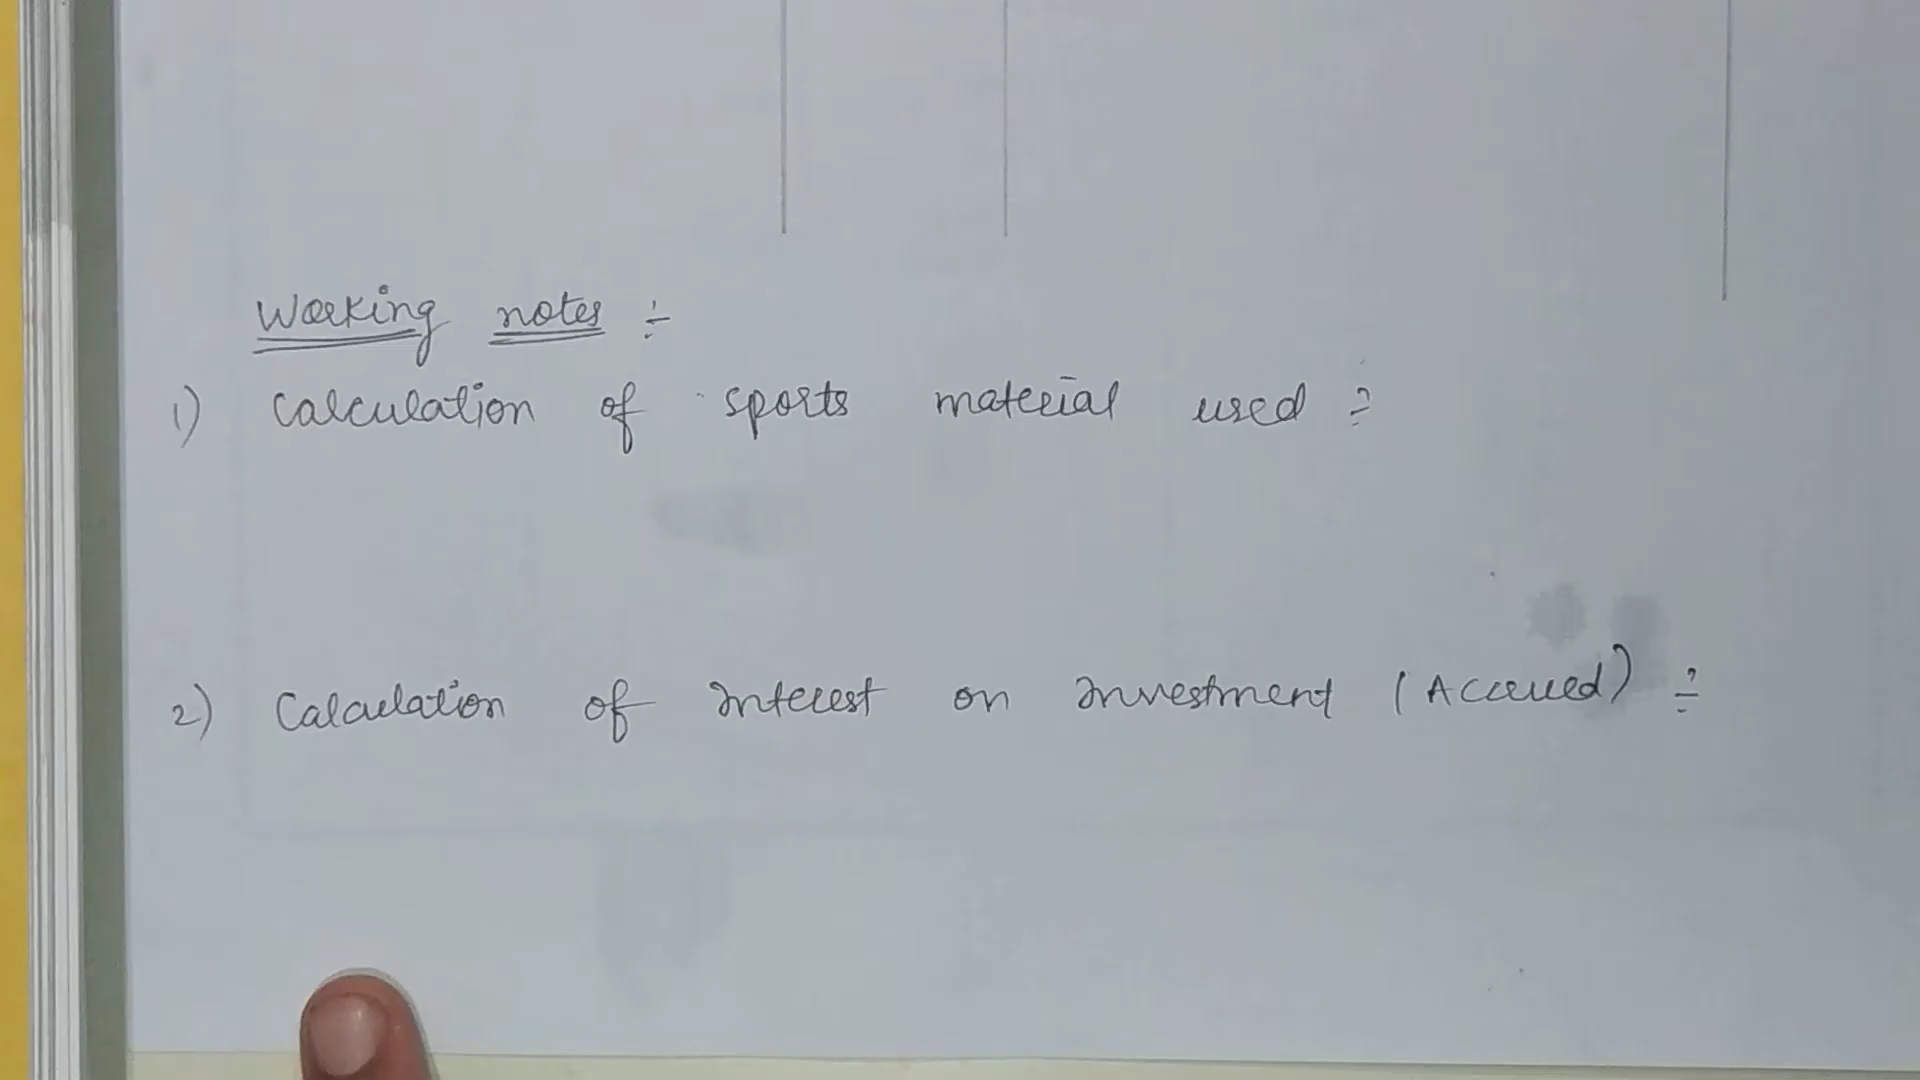 Working notes :-
1) Calculation of sports material used :-
2) Calculation of Interest on Investment (Accrued) :-